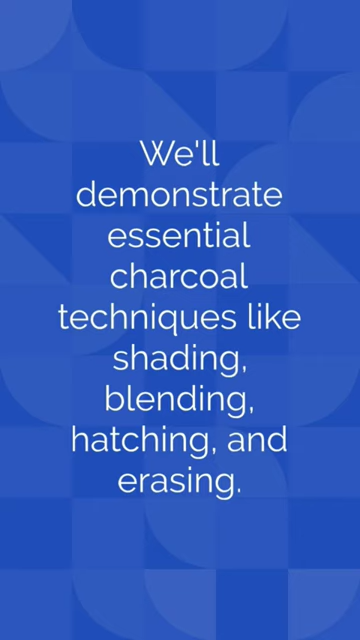 We'll
demonstrate
essential
charcoal
techniques like
shading,
blending,
hatching, and
erasing.